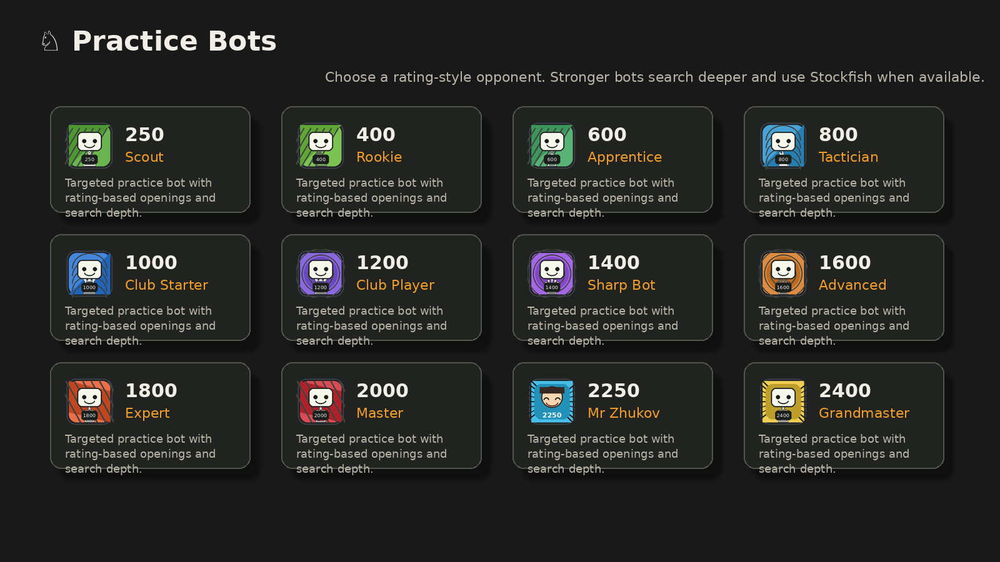 ♘ Practice Bots
Choose a rating-style opponent. Stronger bots search deeper and use Stockfish when available.
250
Scout
250
Targeted practice bot with
rating-based openings and
search depth.
400
Rookie
400
Targeted practice bot with
rating-based openings and
search depth.
600
Apprentice
600
Targeted practice bot with
rating-based openings and
search depth.
800
Tactician
800
Targeted practice bot with
rating-based openings and
search depth.
1000
Club Starter
1000
Targeted practice bot with
rating-based openings and
search depth.
1200
Club Player
1200
Targeted practice bot with
rating-based openings and
search depth.
1400
Sharp Bot
1400
Targeted practice bot with
rating-based openings and
search depth.
1600
Advanced
1600
Targeted practice bot with
rating-based openings and
search depth.
1800
Expert
1800
Targeted practice bot with
rating-based openings and
search depth.
2000
Master
2000
Targeted practice bot with
rating-based openings and
search depth.
2250
Mr Zhukov
2250
Targeted practice bot with
rating-based openings and
search depth.
2400
Grandmaster
2400
Targeted practice bot with
rating-based openings and
search depth.